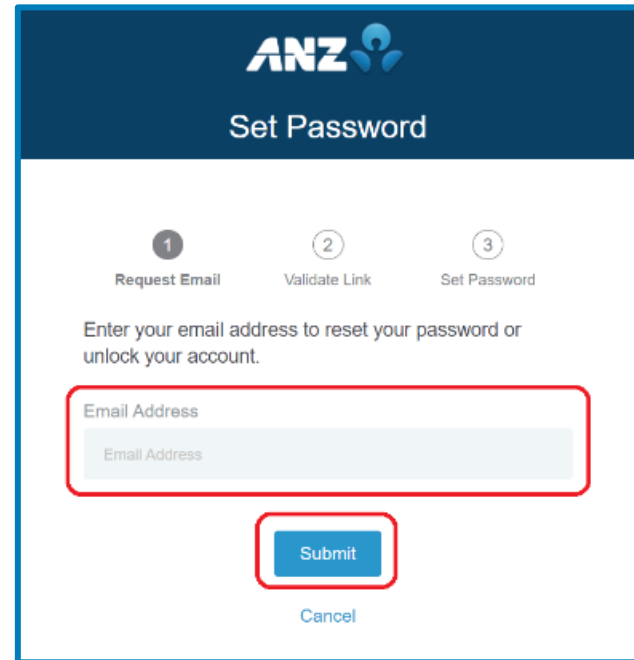 ANZ
Set Password
1 2 3
Request Email Validate Link Set Password
Enter your email address to reset your password or
unlock your account.
Email Address
Email Address
Submit
Cancel